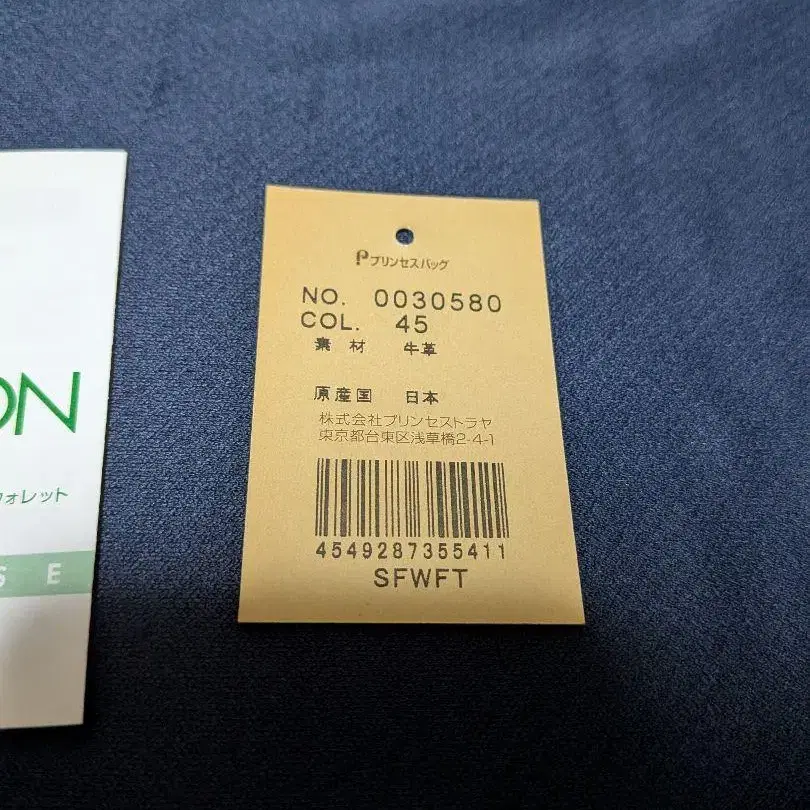 プリンセスバッグ
NO. 0030580
COL. 45
素材 牛革
原産国 日本
株式会社プリンセストラヤ
東京都台東区浅草橋2-4-1
4549287355411
SFWFT
ON
ォレット
S E